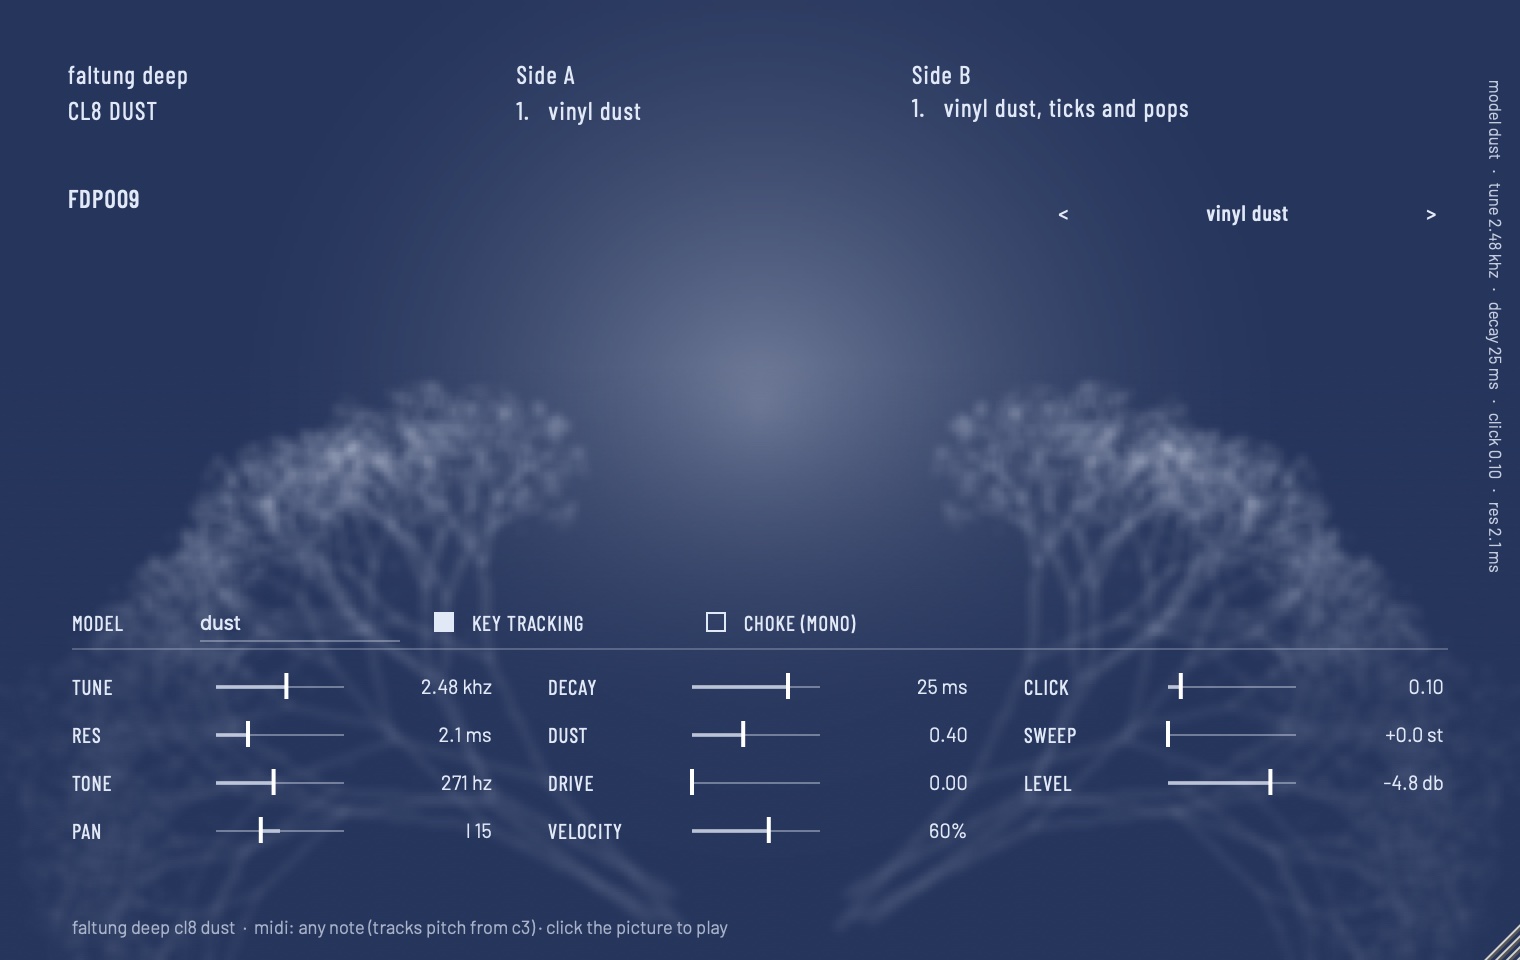 faltung deep
CL8 DUST
FDP009
Side A
1. vinyl dust
Side B
1. vinyl dust, ticks and pops
< vinyl dust >
model dust · tune 2.48 khz · decay 25 ms · click 0.10 · res 2.1 ms
MODEL dust KEY TRACKING CHOKE (MONO)
TUNE 2.48 khz DECAY 25 ms CLICK 0.10
RES 2.1 ms DUST 0.40 SWEEP +0.0 st
TONE 271 hz DRIVE 0.00 LEVEL -4.8 db
PAN l 15 VELOCITY 60%
faltung deep cl8 dust · midi: any note (tracks pitch from c3) · click the picture to play